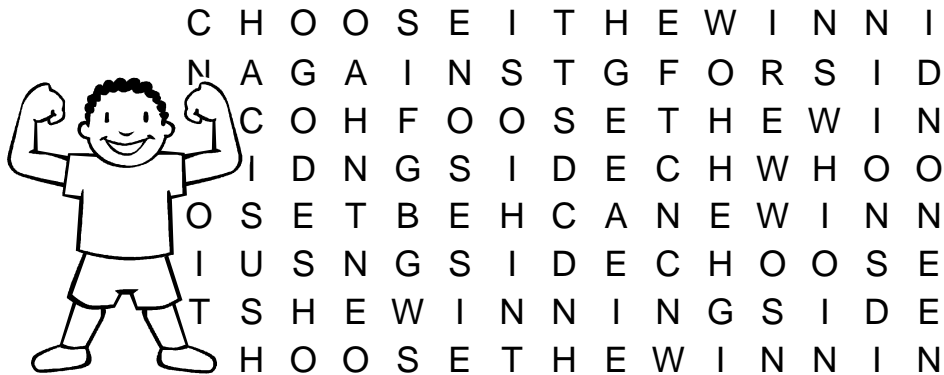 C H O O S E I T H E W I N N I
N A G A I N S T G F O R S I D
C O H F O O S E T H E W I N
I D N G S I D E C H W H O O
O S E T B E H C A N E W I N N
I U S N G S I D E C H O O S E
T S H E W I N N I N G S I D E
H O O S E T H E W I N N I N